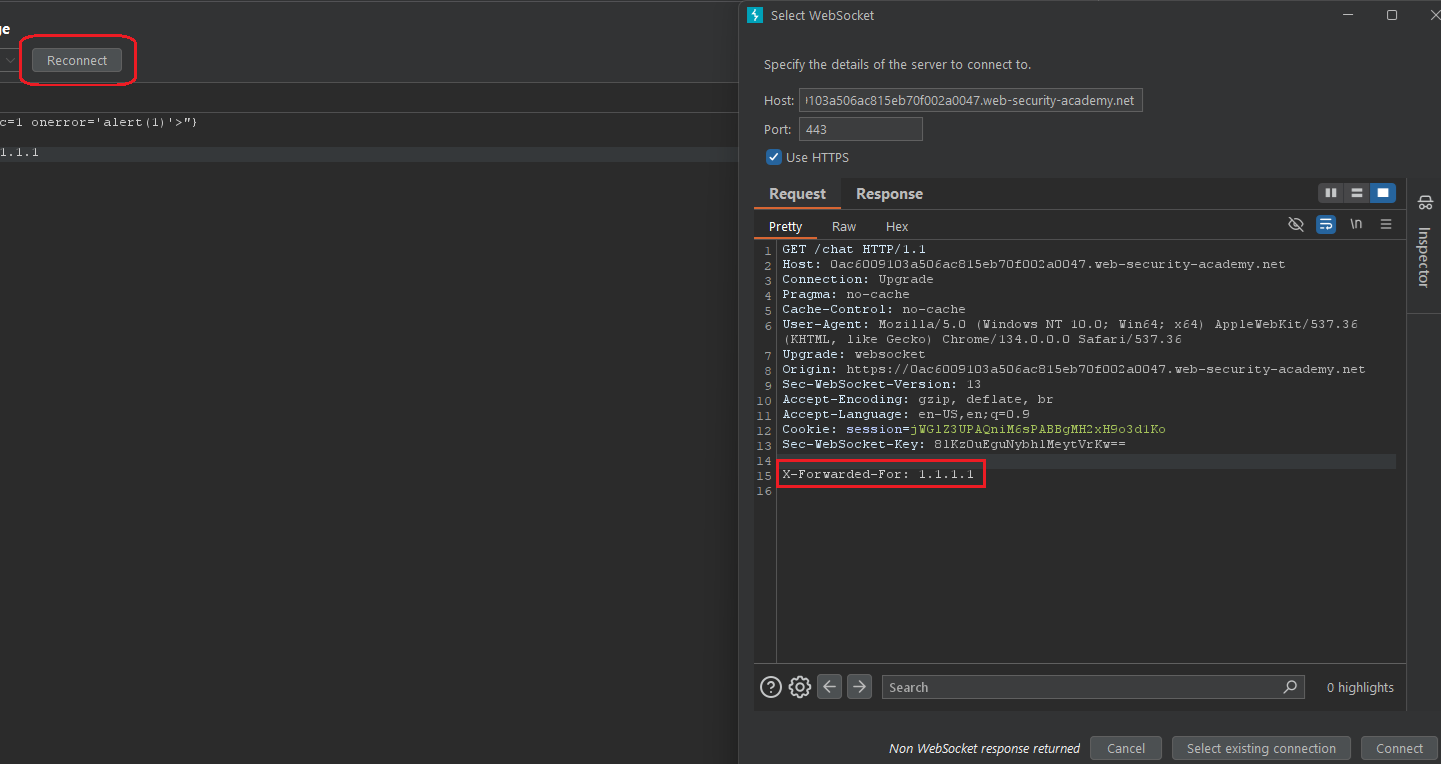 ge
Reconnect
c=1 onerror='alert(1)'>"}
1.1.1
Select WebSocket
Specify the details of the server to connect to.
Host: 103a506ac815eb70f002a0047.web-security-academy.net
Port: 443
Use HTTPS
Request Response
Pretty Raw Hex \n
1 GET /chat HTTP/1.1
2 Host: 0ac6009103a506ac815eb70f002a0047.web-security-academy.net
3 Connection: Upgrade
4 Pragma: no-cache
5 Cache-Control: no-cache
6 User-Agent: Mozilla/5.0 (Windows NT 10.0; Win64; x64) AppleWebKit/537.36
(KHTML, like Gecko) Chrome/134.0.0.0 Safari/537.36
7 Upgrade: websocket
8 Origin: https://0ac6009103a506ac815eb70f002a0047.web-security-academy.net
9 Sec-WebSocket-Version: 13
10 Accept-Encoding: gzip, deflate, br
11 Accept-Language: en-US,en;q=0.9
12 Cookie: session=jWGlZ3UPAQniM6sPABBgMH2xH9o3dlKo
13 Sec-WebSocket-Key: 8lKzOuEguNybhlMeytVrKw==
14
15 X-Forwarded-For: 1.1.1.1
16
Inspector
Search
0 highlights
Non WebSocket response returned
Cancel
Select existing connection
Connect